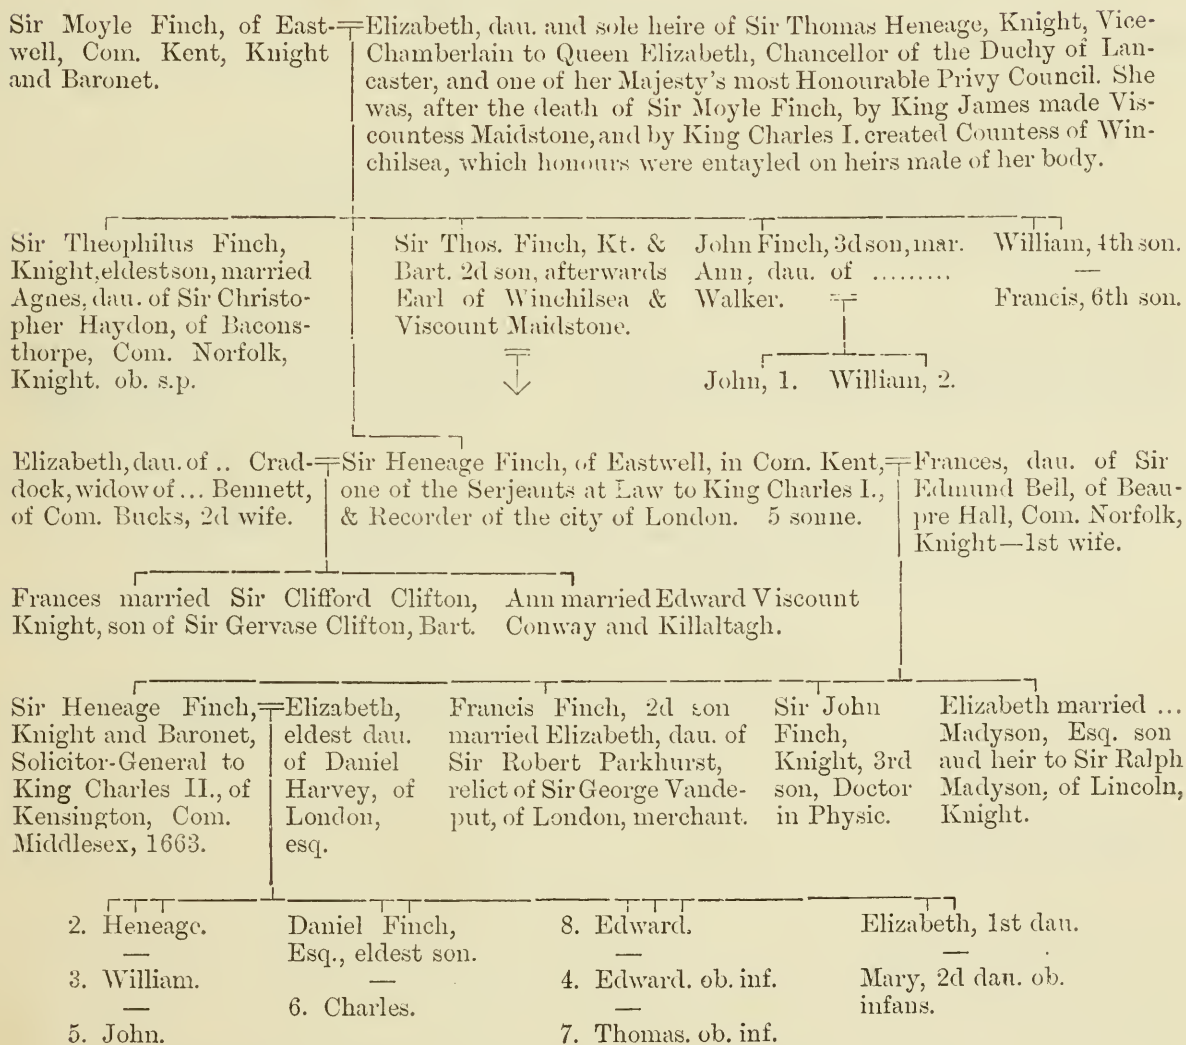 Sir Moyle Finch, of East-
well, Com. Kent, Knight
and Baronet.
Elizabeth, dau. and sole heire of Sir Thomas Heneage, Knight, Vice-
Chamberlain to Queen Elizabeth, Chancellor of the Duchy of Lan-
caster, and one of her Majesty's most Honourable Privy Council. She
was, after the death of Sir Moyle Finch, by King James made Vis-
countess Maidstone, and by King Charles I. created Countess of Win-
chilsea, which honours were entayled on heirs male of her body.
Sir Theophilus Finch,
Knight, eldest son, married
Agnes, dau. of Sir Christo-
pher Haydon, of Bacons-
thorpe, Com. Norfolk,
Knight. ob. s.p.
Sir Thos. Finch, Kt. &
Bart. 2d son, afterwards
Earl of Winchilsea &
Viscount Maidstone.
John Finch, 3d son, mar.
Ann, dau. of .........
Walker.
John, 1. William, 2.
William, 4th son.
—
Francis, 6th son.
Elizabeth, dau. of .. Crad-
dock, widow of ... Bennett,
of Com. Bucks, 2d wife.
Sir Heneage Finch, of Eastwell, in Com. Kent,
one of the Serjeants at Law to King Charles I.,
& Recorder of the city of London. 5 sonne.
Frances, dau. of Sir
Edmund Bell, of Beau-
pre Hall, Com. Norfolk,
Knight—1st wife.
Frances married Sir Clifford Clifton,
Knight, son of Sir Gervase Clifton, Bart.
Ann married Edward Viscount
Conway and Killaltagh.
Sir Heneage Finch,
Knight and Baronet,
Solicitor-General to
King Charles II., of
Kensington, Com.
Middlesex, 1663.
Elizabeth,
eldest dau.
of Daniel
Harvey, of
London,
esq.
Francis Finch, 2d son
married Elizabeth, dau. of
Sir Robert Parkhurst,
relict of Sir George Vande-
put, of London, merchant.
Sir John
Finch,
Knight, 3rd
son, Doctor
in Physic.
Elizabeth married ...
Madyson, Esq. son
and heir to Sir Ralph
Madyson, of Lincoln,
Knight.
2. Heneage.
—
3. William.
—
5. John.
Daniel Finch,
Esq., eldest son.
—
6. Charles.
8. Edward.
—
4. Edward. ob. inf.
—
7. Thomas. ob. inf.
Elizabeth, 1st dau.
—
Mary, 2d dau. ob.
infans.